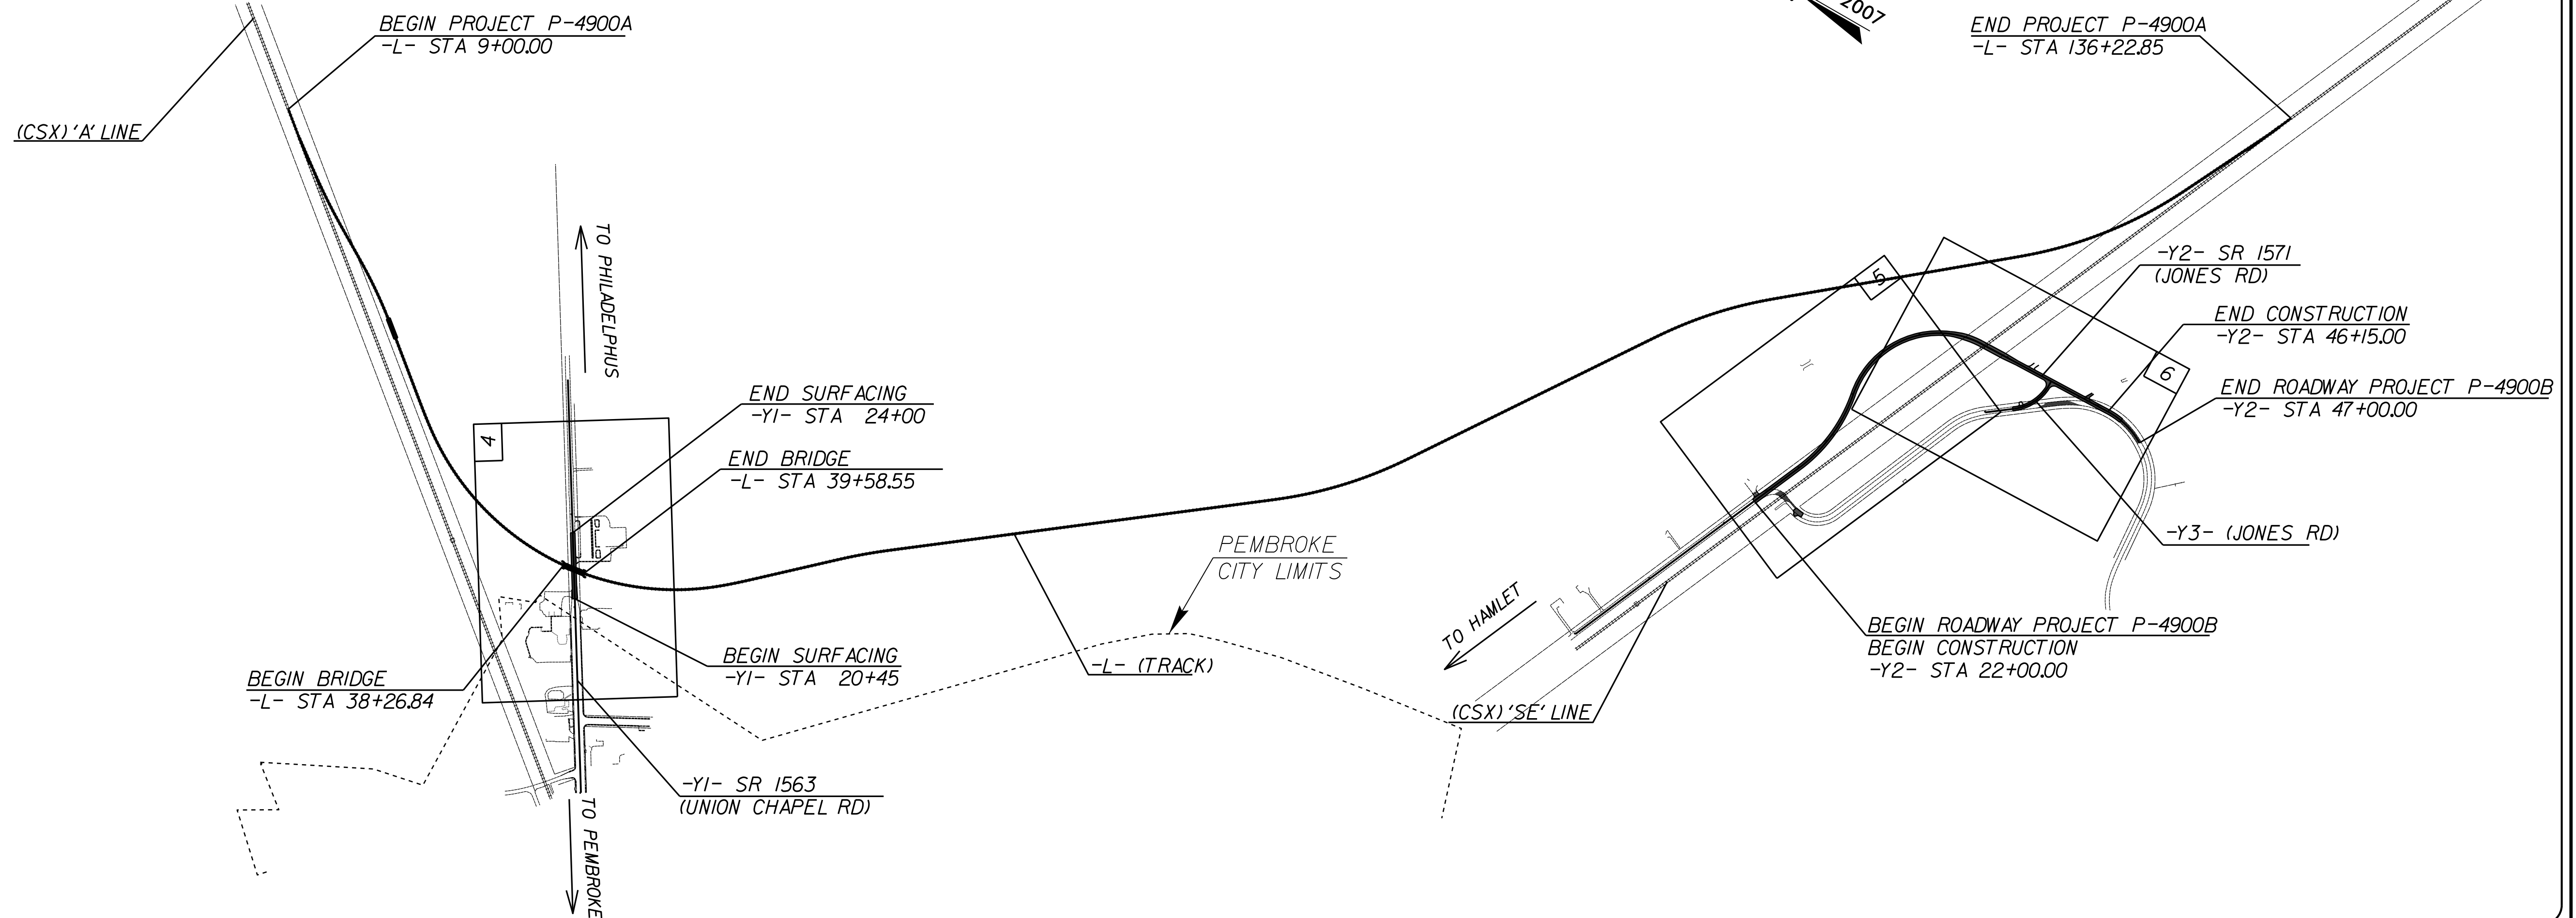 BEGIN PROJECT P-4900A
-L- STA 9+00.00
2007
END PROJECT P-4900A
-L- STA 136+22.85
(CSX) 'A' LINE
TO PHILADELPHUS
-Y2- SR 1571
(JONES RD)
5
END CONSTRUCTION
-Y2- STA 46+15.00
6
END ROADWAY PROJECT P-4900B
-Y2- STA 47+00.00
END SURFACING
-Y1- STA 24+00
4
END BRIDGE
-L- STA 39+58.55
-Y3- (JONES RD)
PEMBROKE
CITY LIMITS
TO HAMLET
BEGIN ROADWAY PROJECT P-4900B
BEGIN CONSTRUCTION
-Y2- STA 22+00.00
BEGIN SURFACING
-Y1- STA 20+45
-L- (TRACK)
BEGIN BRIDGE
-L- STA 38+26.84
(CSX) 'SE' LINE
-Y1- SR 1563
(UNION CHAPEL RD)
TO PEMBROKE